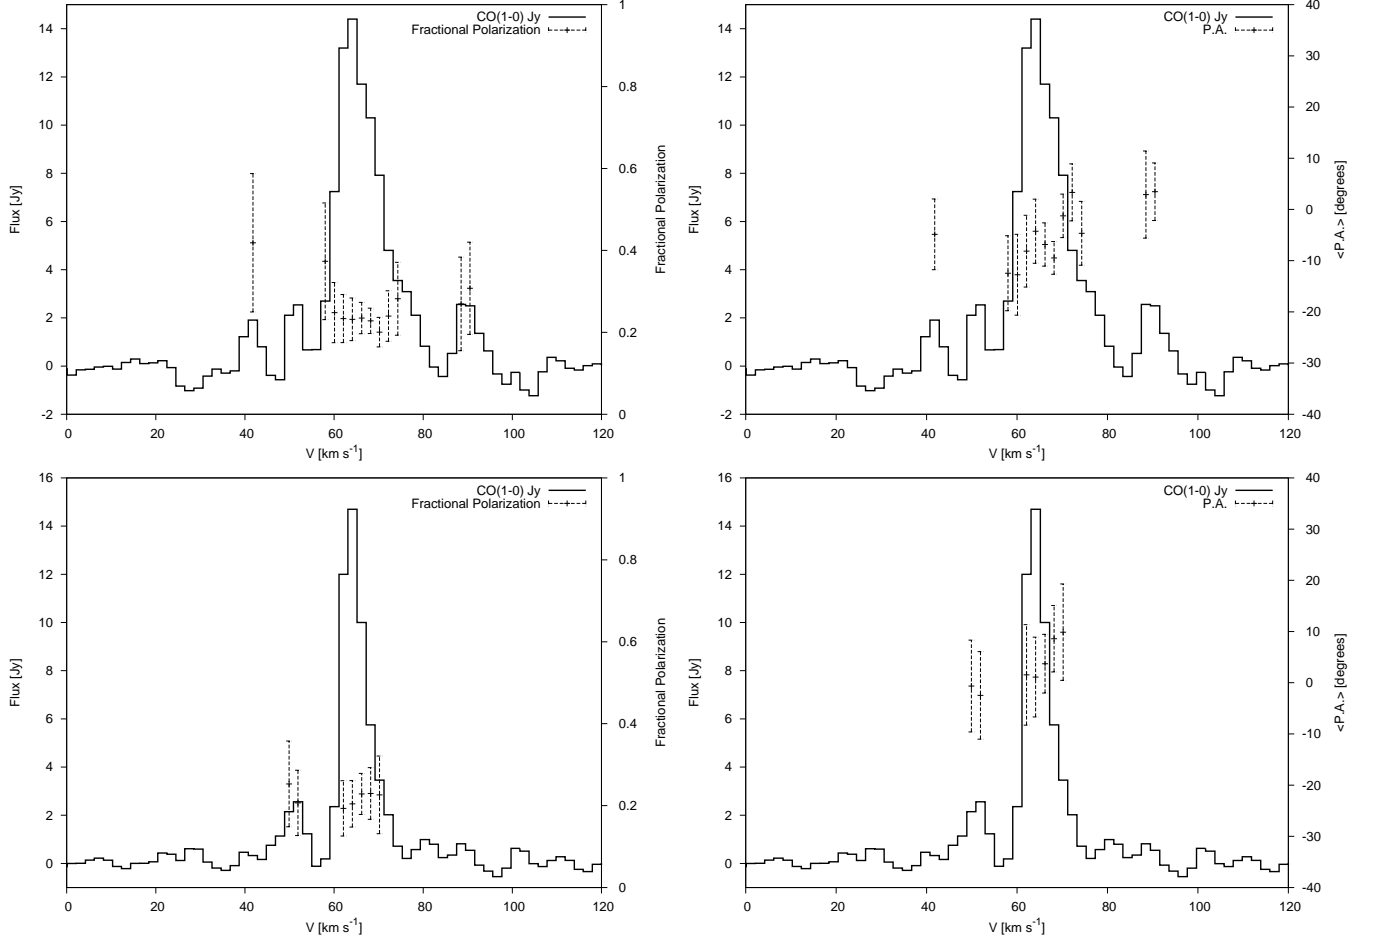 CO(1-0) Jy
Fractional Polarization
14
12
10
8
6
4
2
0
-2
1
0.8
0.6
0.4
0.2
0
0 20 40 60 80 100 120
Flux [Jy]
Fractional Polarization
V [km s-1]
CO(1-0) Jy
P.A.
14
12
10
8
6
4
2
0
-2
40
30
20
10
0
-10
-20
-30
-40
0 20 40 60 80 100 120
Flux [Jy]
<P.A.> [degrees]
V [km s-1]
CO(1-0) Jy
Fractional Polarization
16
14
12
10
8
6
4
2
0
1
0.8
0.6
0.4
0.2
0
0 20 40 60 80 100 120
Flux [Jy]
Fractional Polarization
V [km s-1]
CO(1-0) Jy
P.A.
16
14
12
10
8
6
4
2
0
40
30
20
10
0
-10
-20
-30
-40
0 20 40 60 80 100 120
Flux [Jy]
<P.A.> [degrees]
V [km s-1]